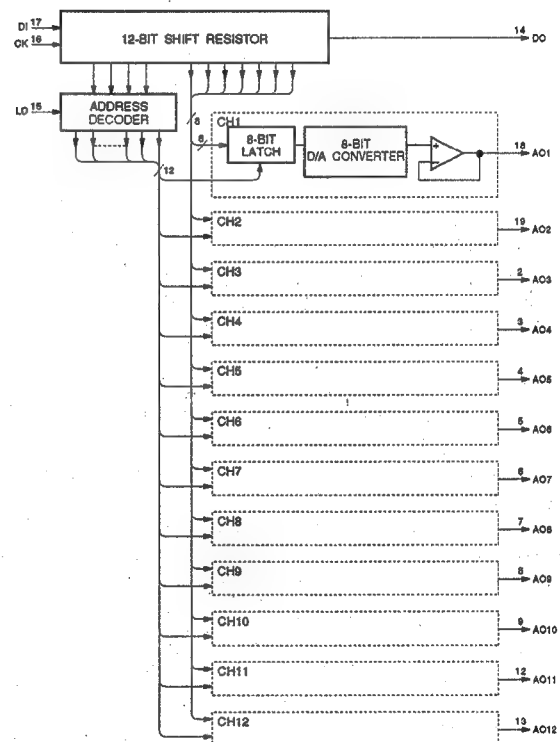 DI 17
CK 16
12-BIT SHIFT RESISTOR
14 DO
LD 15
ADDRESS DECODER
8
12
CH1
8
8-BIT LATCH
8-BIT D/A CONVERTER
+
−
18 AO1
CH2
19 AO2
CH3
2 AO3
CH4
3 AO4
CH5
4 AO5
CH6
5 AO6
CH7
6 AO7
CH8
7 AO8
CH9
8 AO9
CH10
9 AO10
CH11
12 AO11
CH12
13 AO12